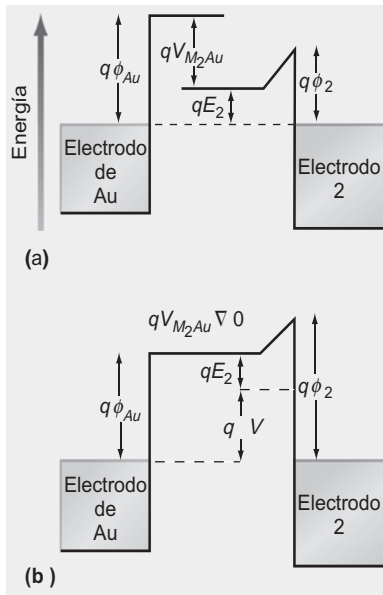 Energía
qϕAu
qVM2Au
qE2
qϕ2
Electrodo
de
Au
Electrodo
2
(a)
qVM2Au ∇ 0
qϕAu
qE2
qϕ2
q V
Electrodo
de
Au
Electrodo
2
(b )